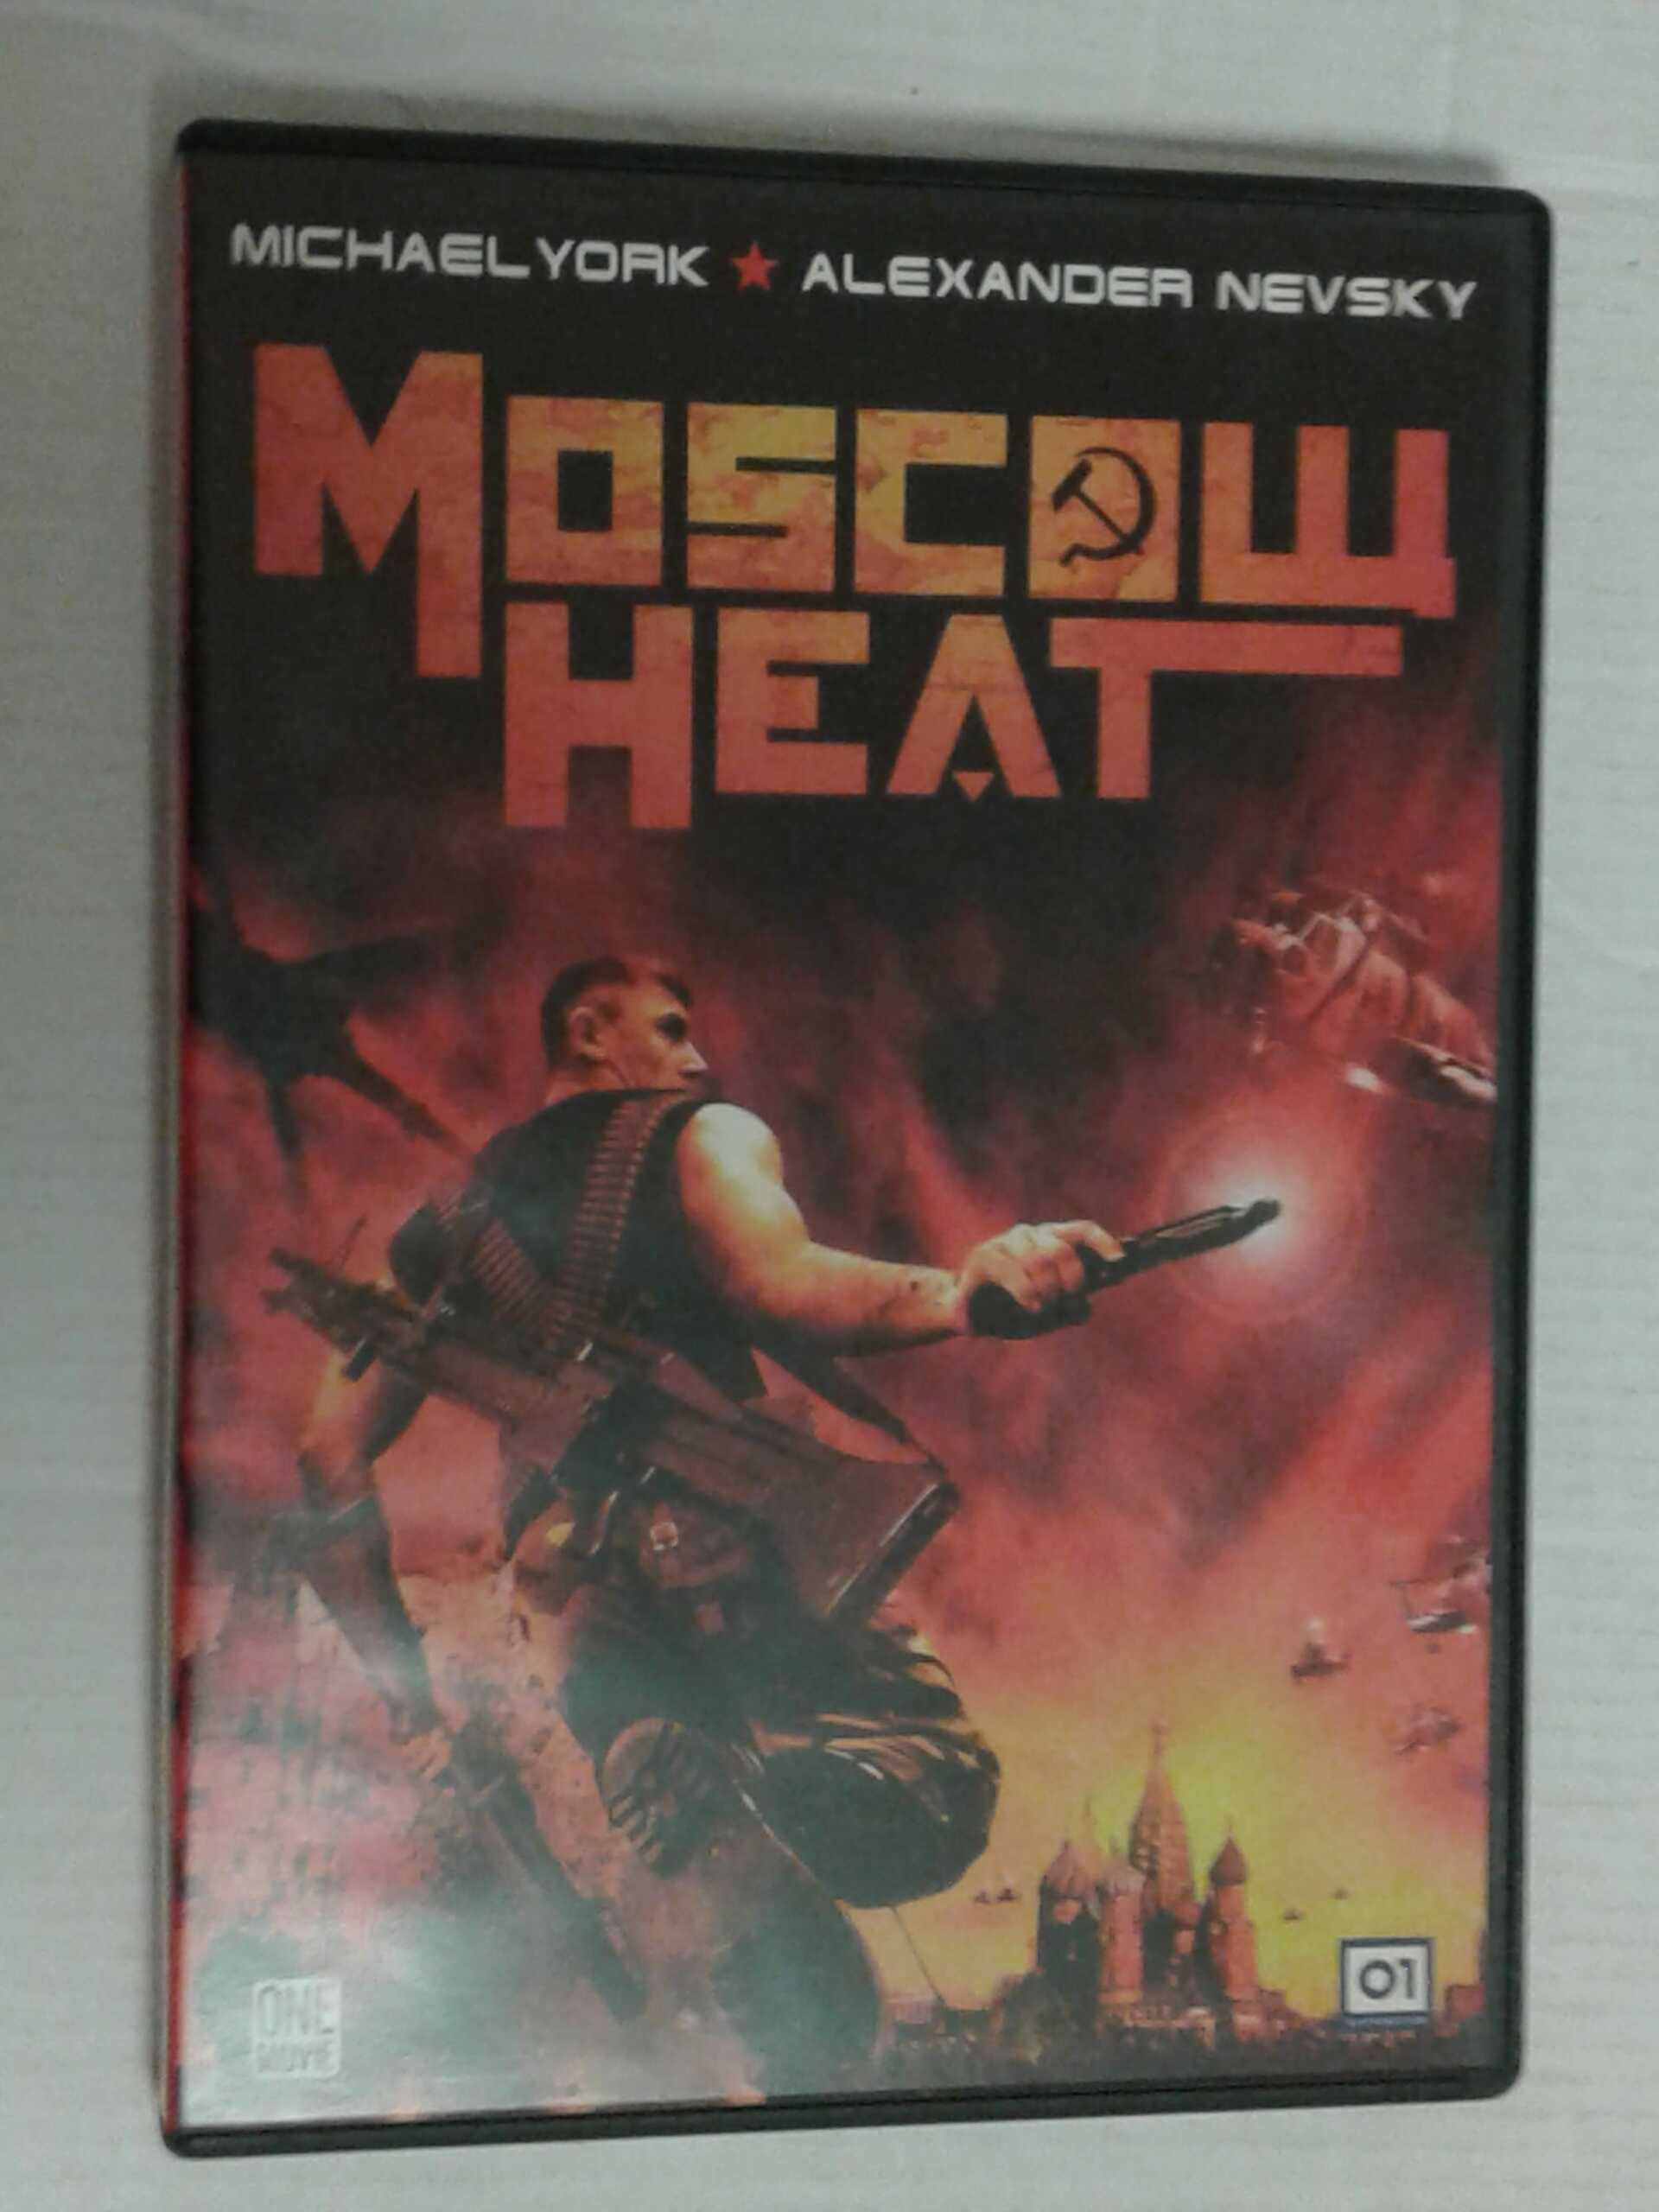 MICHAEL YORK ★ ALEXANDER NEVSKY
MOSCOW
HEAT
ONE
MOVIE
01